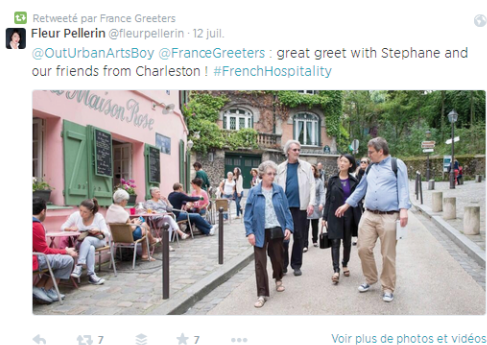 Retweeté par France Greeters
Fleur Pellerin @fleurpellerin · 12 juil.
@OutUrbanArtsBoy @FranceGreeters : great greet with Stephane and
our friends from Charleston ! #FrenchHospitality
La Maison Rose
7
7
Voir plus de photos et vidéos